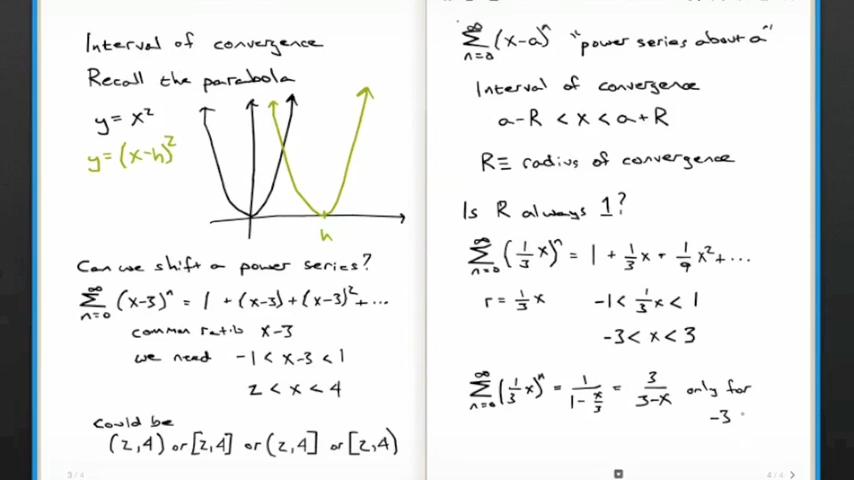 Interval of convergence
Recall the parabola
y = x²
y = (x-h)²
h
Can we shift a power series?
∑_{n=0}^{∞} (x-3)ⁿ = 1 + (x-3) + (x-3)² + ...
common ratio x-3
we need -1 < x-3 < 1
2 < x < 4
Could be
(2,4) or [2,4] or (2,4] or [2,4)
3/4
∑_{n=0}^{∞} (x-a)ⁿ "power series about a"
Interval of convergence
a-R < x < a+R
R ≡ radius of convergence
Is R always 1?
∑_{n=0}^{∞} (1/3 x)ⁿ = 1 + 1/3 x + 1/9 x² + ...
r = 1/3 x -1 < 1/3 x < 1
-3 < x < 3
∑_{n=0}^{∞} (1/3 x)ⁿ = 1/(1 - x/3) = 3/(3-x) only for
-3
4/4